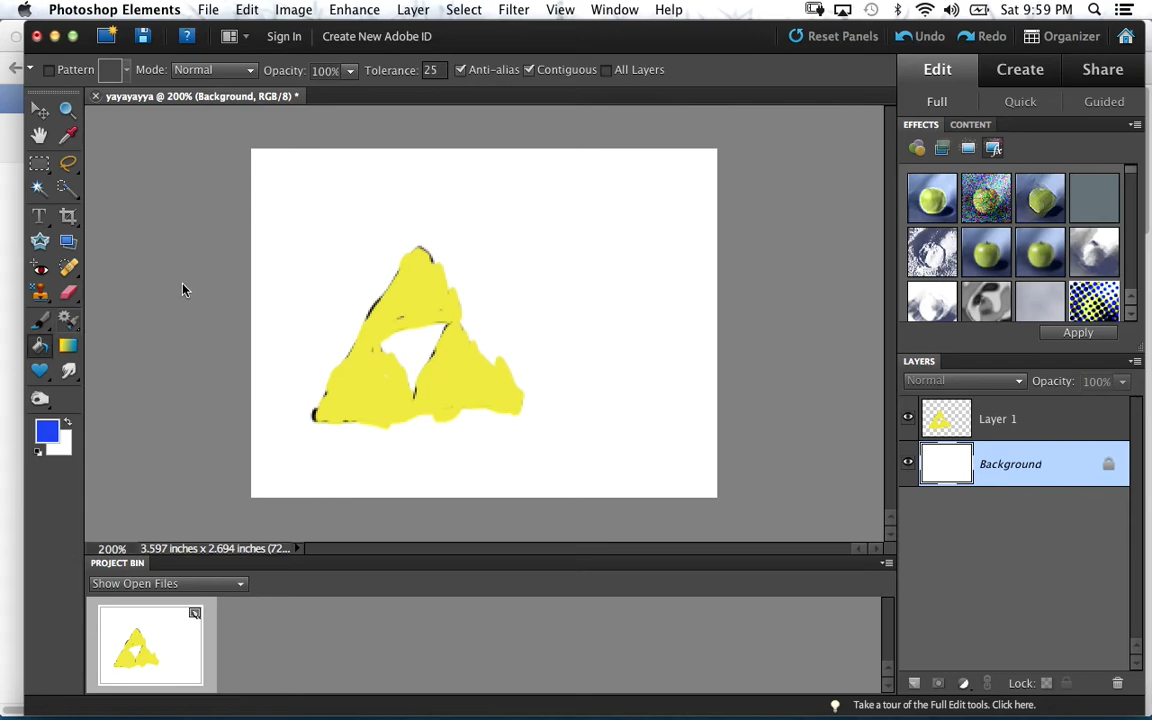 Photoshop Elements File Edit Image Enhance Layer Select Filter View Window Help Sat 9:59 PM
Sign In Create New Adobe ID Reset Panels Undo Redo Organizer
Pattern Mode: Normal Opacity: 100% Tolerance: 25 Anti-alias Contiguous All Layers
Edit Create Share
yayayayya @ 200% (Background, RGB/8) *
Full Quick Guided
EFFECTS CONTENT
Apply
LAYERS
Normal Opacity: 100%
Layer 1
Background
200% 3.597 inches x 2.694 inches (72...
PROJECT BIN
Show Open Files
Lock:
Take a tour of the Full Edit tools. Click here.